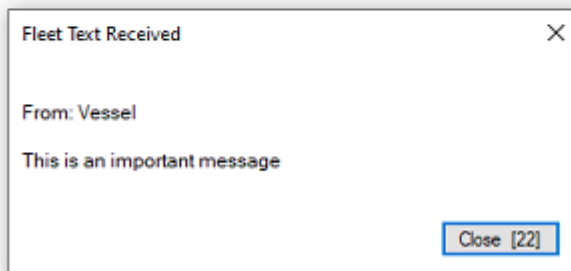 Fleet Text Received
From: Vessel
This is an important message
Close [22]